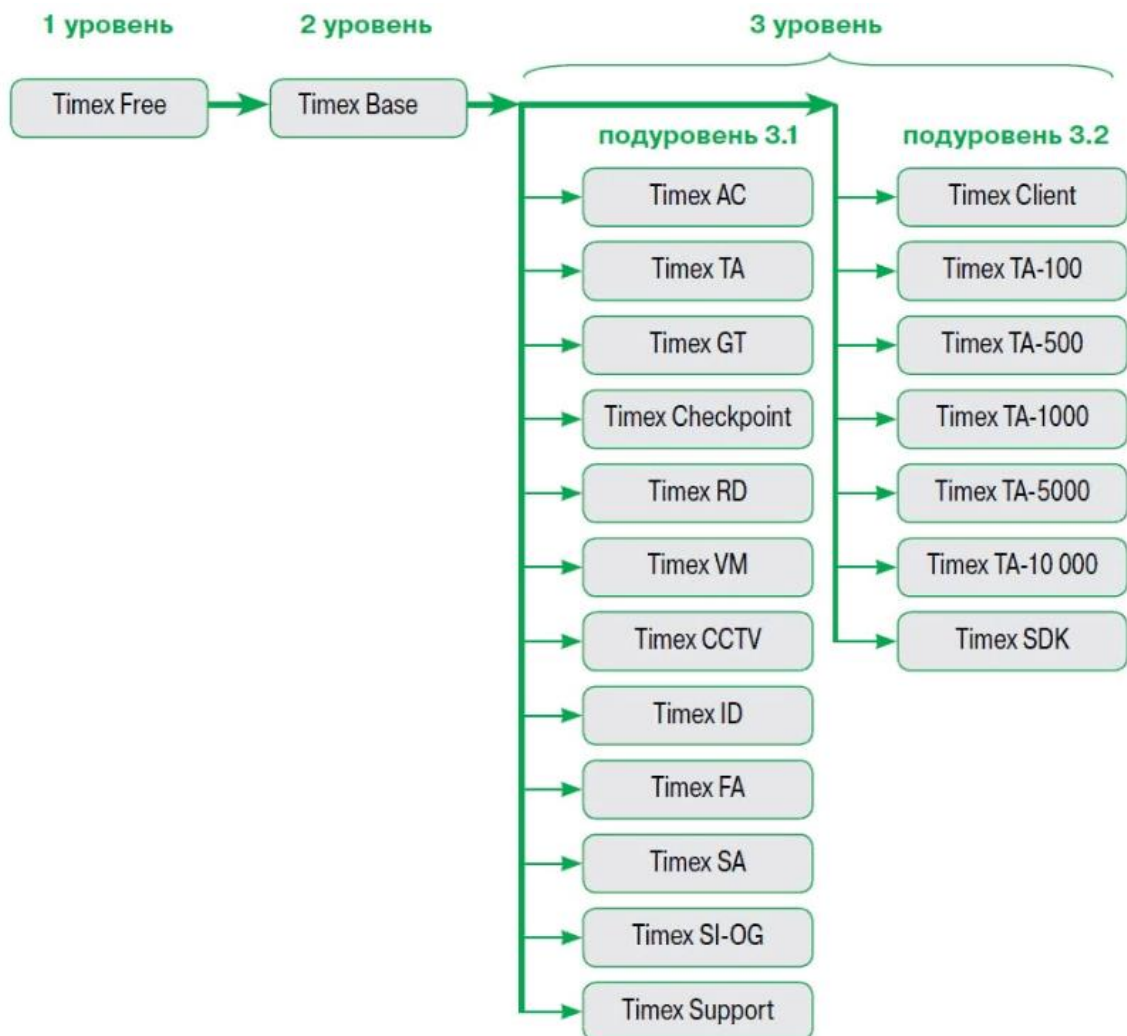 1 уровень
2 уровень
3 уровень
Timex Free
Timex Base
подуровень 3.1
подуровень 3.2
Timex AC
Timex Client
Timex TA
Timex TA-100
Timex GT
Timex TA-500
Timex Checkpoint
Timex TA-1000
Timex RD
Timex TA-5000
Timex VM
Timex TA-10 000
Timex CCTV
Timex SDK
Timex ID
Timex FA
Timex SA
Timex SI-OG
Timex Support